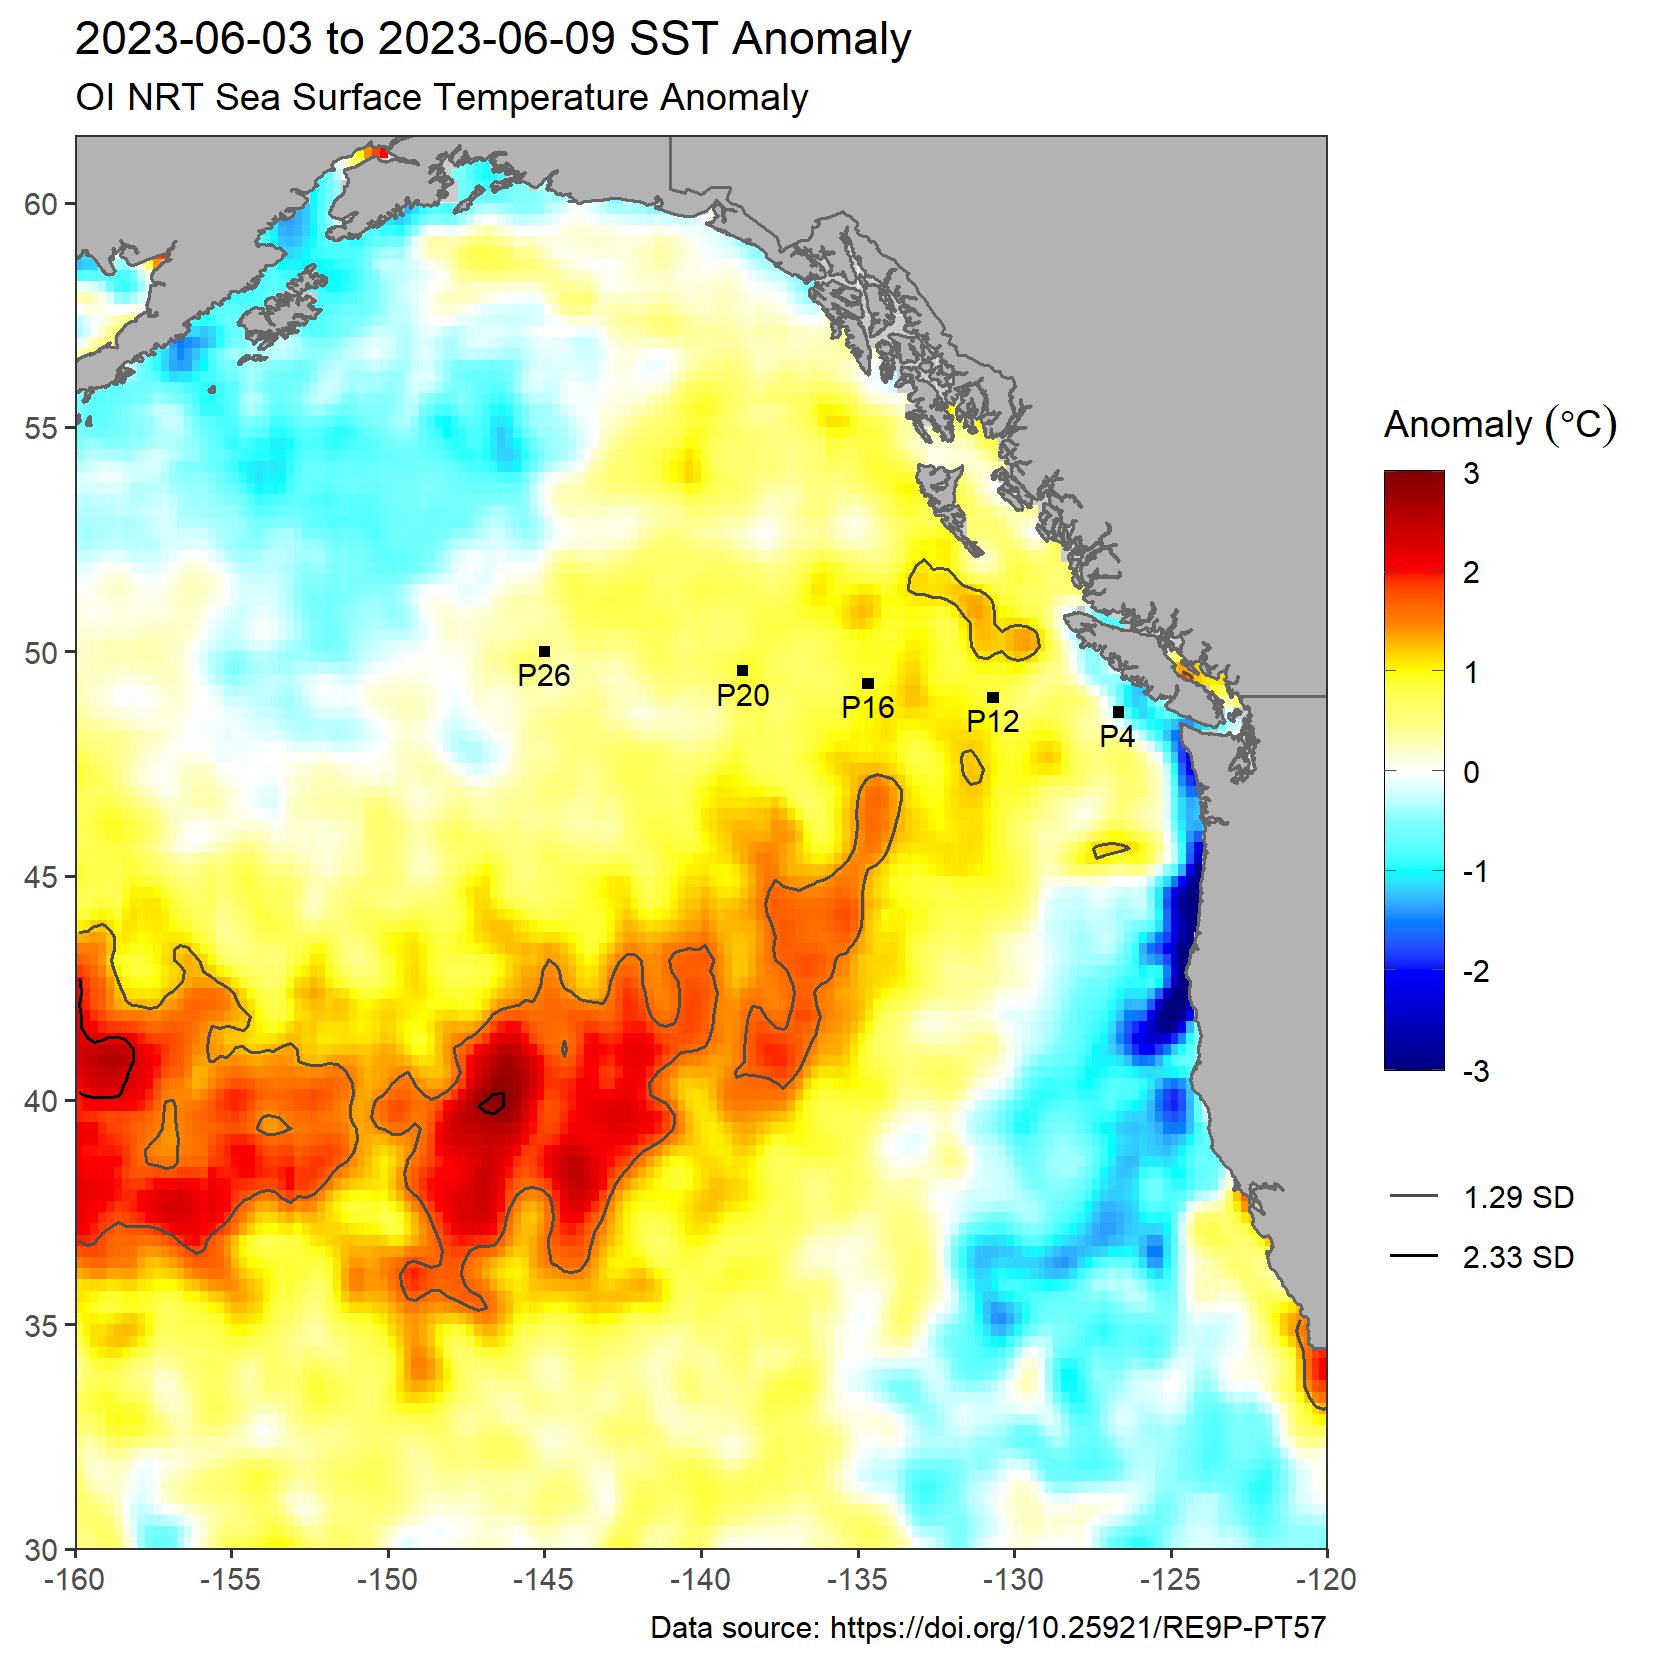 2023-06-03 to 2023-06-09 SST Anomaly
OI NRT Sea Surface Temperature Anomaly
60
55
50
45
40
35
30
-160
-155
-150
-145
-140
-135
-130
-125
-120
P26
P20
P16
P12
P4
Anomaly (°C)
3
2
1
0
-1
-2
-3
1.29 SD
2.33 SD
Data source: https://doi.org/10.25921/RE9P-PT57